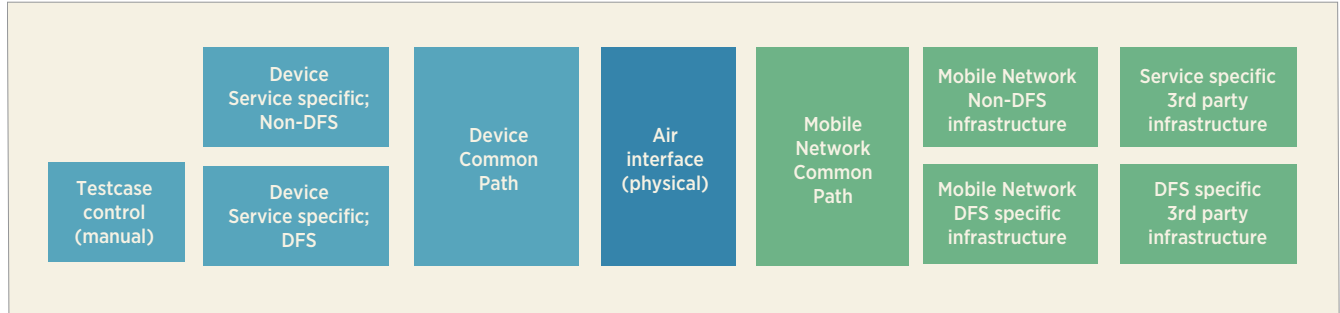 Testcase
control
(manual)
Device
Service specific;
Non-DFS
Device
Service specific;
DFS
Device
Common
Path
Air
interface
(physical)
Mobile
Network
Common
Path
Mobile Network
Non-DFS
infrastructure
Mobile Network
DFS specific
infrastructure
Service specific
3rd party
infrastructure
DFS specific
3rd party
infrastructure